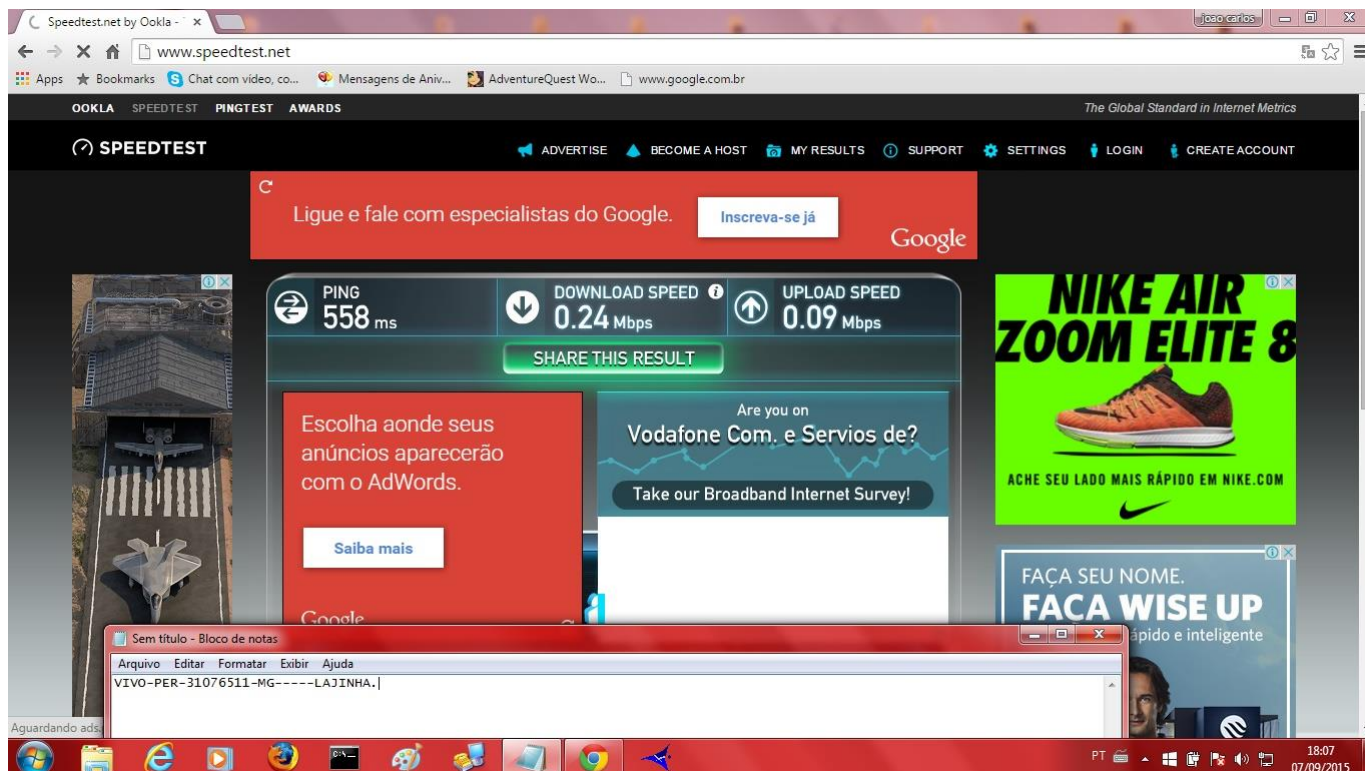 Speedtest.net by Ookla -
joao carlos
www.speedtest.net
Apps Bookmarks Chat com vídeo, co... Mensagens de Aniv... AdventureQuest Wo... www.google.com.br
OOKLA SPEEDTEST PINGTEST AWARDS
The Global Standard in Internet Metrics
SPEEDTEST
ADVERTISE BECOME A HOST MY RESULTS SUPPORT SETTINGS LOGIN CREATE ACCOUNT
Ligue e fale com especialistas do Google.
Inscreva-se já
Google
PING
558 ms
DOWNLOAD SPEED
0.24 Mbps
UPLOAD SPEED
0.09 Mbps
SHARE THIS RESULT
Escolha aonde seus
anúncios aparecerão
com o AdWords.
Saiba mais
Google
Are you on
Vodafone Com. e Servios de?
Take our Broadband Internet Survey!
NIKE AIR
ZOOM ELITE 8
ACHE SEU LADO MAIS RÁPIDO EM NIKE.COM
FAÇA SEU NOME.
FAÇA WISE UP
ápido e inteligente
Sem título - Bloco de notas
Arquivo Editar Formatar Exibir Ajuda
VIVO-PER-31076511-MG-----LAJINHA.
Aguardando ads.
PT
18:07
07/09/2015